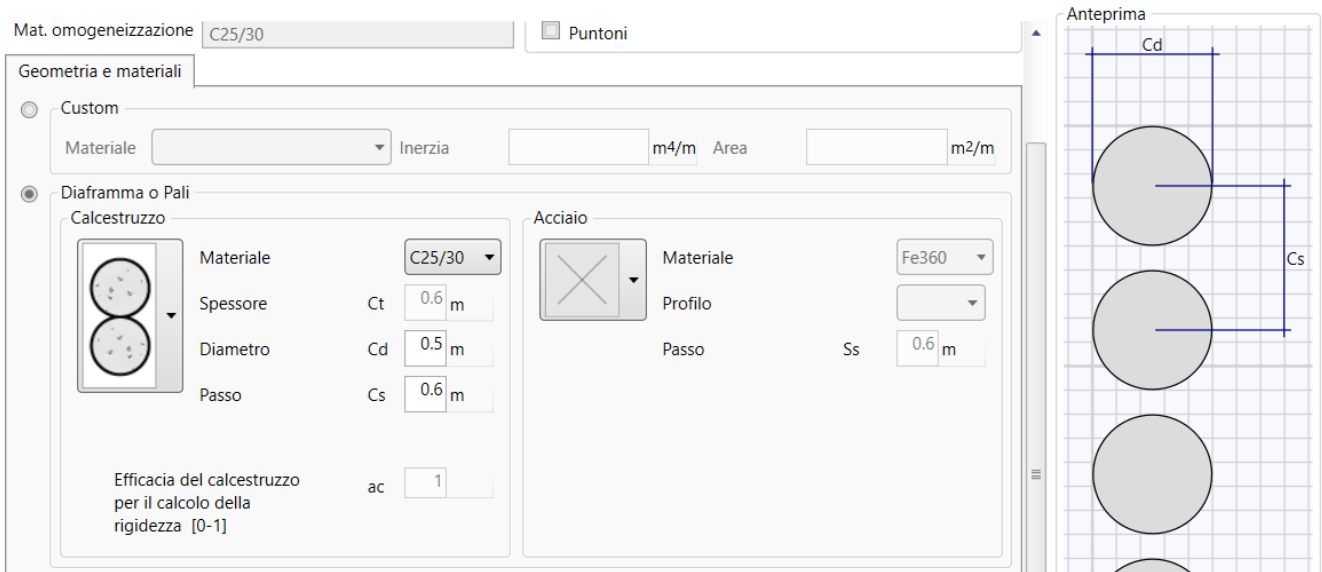 Mat. omogeneizzazione C25/30 Puntoni
Anteprima
Geometria e materiali
Custom
Materiale Inerzia m4/m Area m2/m
Diaframma o Pali
Calcestruzzo
Materiale C25/30
Spessore Ct 0.6 m
Diametro Cd 0.5 m
Passo Cs 0.6 m
Efficacia del calcestruzzo
per il calcolo della
rigidezza [0-1]
ac 1
Acciaio
Materiale Fe360
Profilo
Passo Ss 0.6 m
Cd
Cs